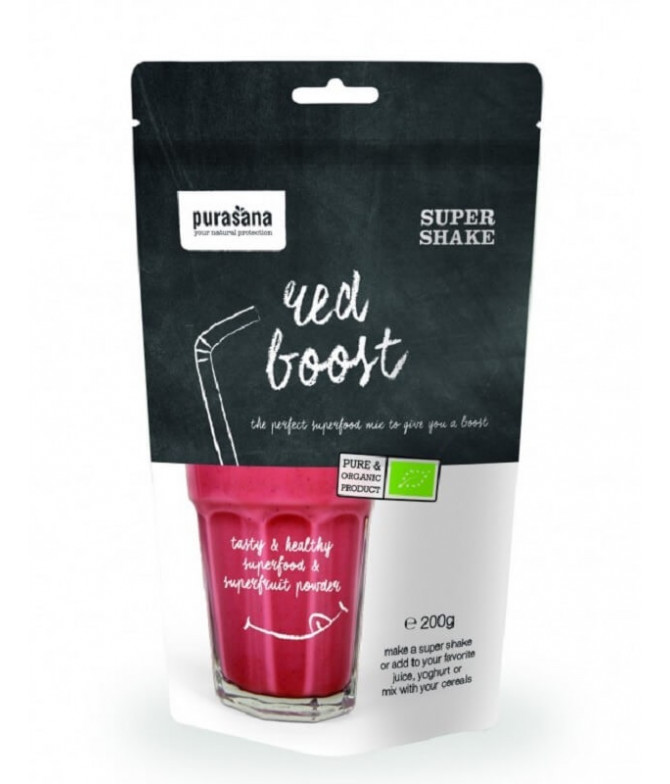 purasana
your natural protection
SUPER
SHAKE
red
boost
the perfect superfood mix to give you a boost
PURE &
ORGANIC
PRODUCT
tasty & healthy
superfood &
superfruit powder
℮ 200g
make a super shake
or add to your favorite
juice, yoghurt or
mix with your cereals